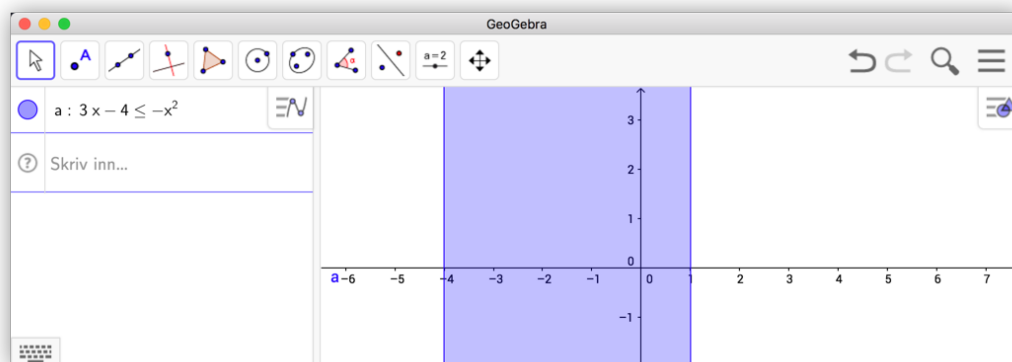 GeoGebra
A
α
a=2
a : 3 x − 4 ≤ −x²
Skriv inn...
3
2
1
0
a −6 −5 −4 −3 −2 −1 0 1 2 3 4 5 6 7
−1